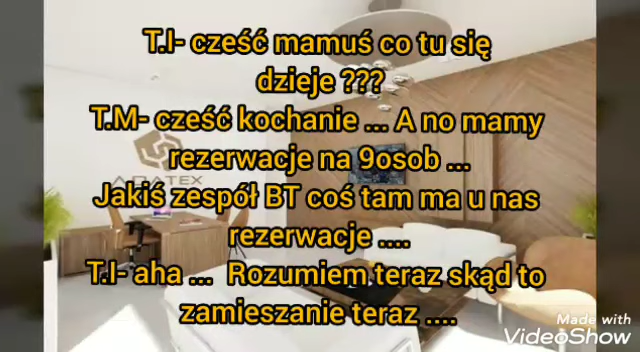 T.I- cześć mamuś co tu się
dzieje ???
T.M- cześć kochanie ... A no mamy
rezerwacje na 9osob ...
Jakiś zespół BT coś tam ma u nas
rezerwacje ....
T.I- aha ... Rozumiem teraz skąd to
zamieszanie teraz ....
Made with
VideoShow